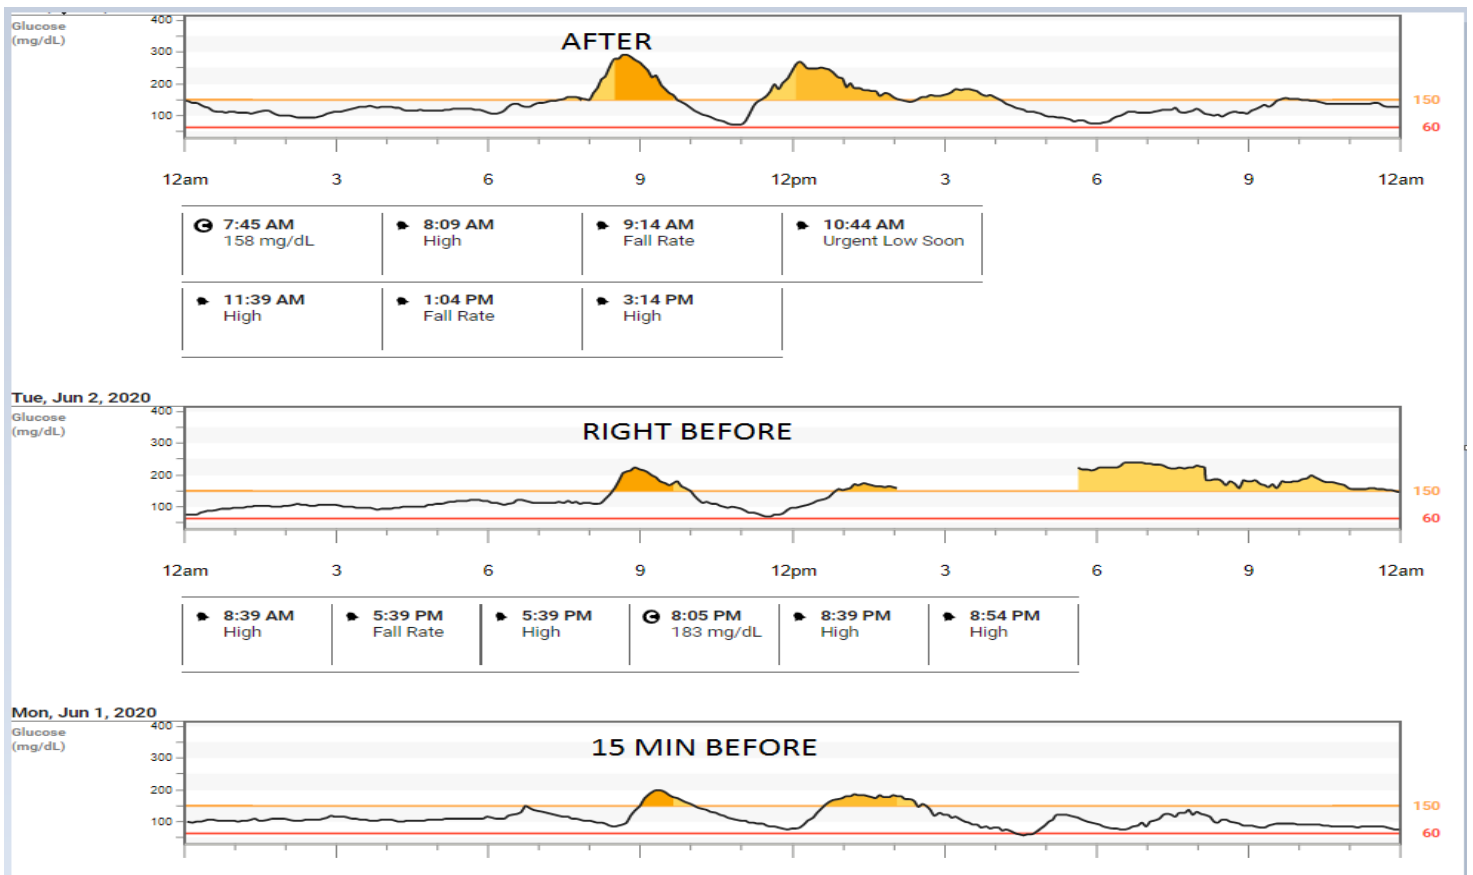 Glucose
(mg/dL)
400
300
200
100
AFTER
150
60
12am 3 6 9 12pm 3 6 9 12am
7:45 AM 8:09 AM 9:14 AM 10:44 AM
158 mg/dL High Fall Rate Urgent Low Soon
11:39 AM 1:04 PM 3:14 PM
High Fall Rate High
Tue, Jun 2, 2020
Glucose
(mg/dL)
400
300
200
100
RIGHT BEFORE
150
60
12am 3 6 9 12pm 3 6 9 12am
8:39 AM 5:39 PM 5:39 PM 8:05 PM 8:39 PM 8:54 PM
High Fall Rate High 183 mg/dL High High
Mon, Jun 1, 2020
Glucose
(mg/dL)
400
300
200
100
15 MIN BEFORE
150
60